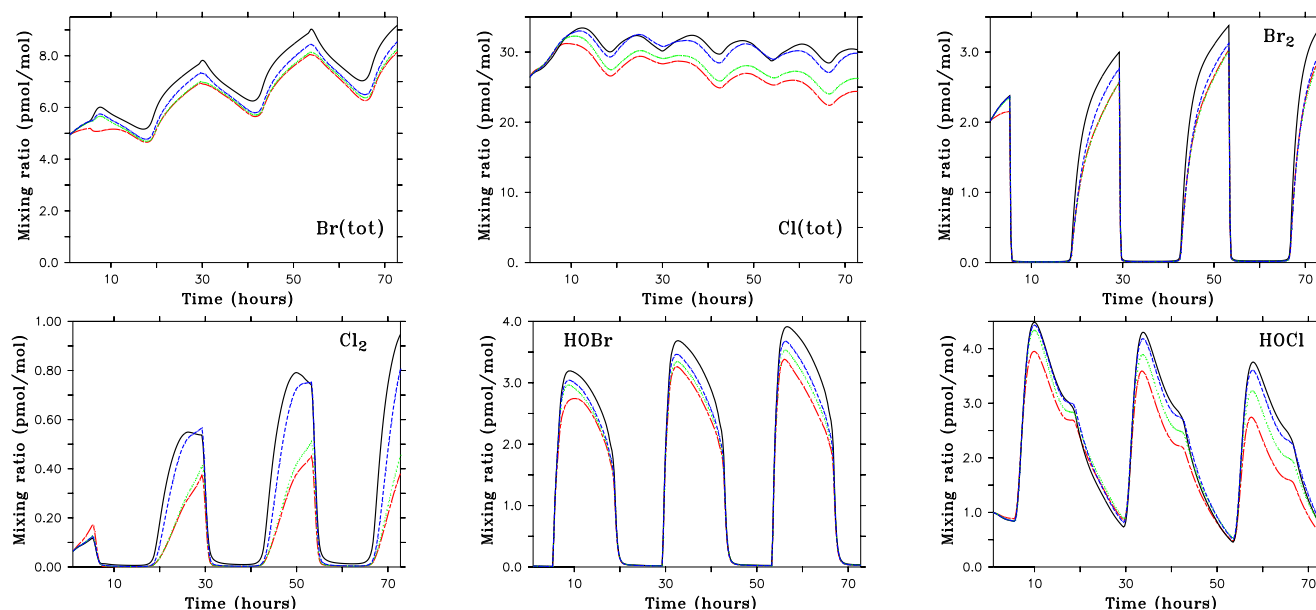 Mixing ratio (pmol/mol)
8.0
6.0
4.0
2.0
0.0
10
30
50
70
Time (hours)
Br(tot)
Mixing ratio (pmol/mol)
30.
20.
10.
0.
10
30
50
70
Time (hours)
Cl(tot)
Mixing ratio (pmol/mol)
3.0
2.0
1.0
0.0
10
30
50
70
Time (hours)
Br₂
Mixing ratio (pmol/mol)
1.00
0.80
0.60
0.40
0.20
0.00
10
30
50
70
Time (hours)
Cl₂
Mixing ratio (pmol/mol)
4.0
3.0
2.0
1.0
0.0
10
30
50
70
Time (hours)
HOBr
Mixing ratio (pmol/mol)
4.0
3.0
2.0
1.0
0.0
10
30
50
70
Time (hours)
HOCl